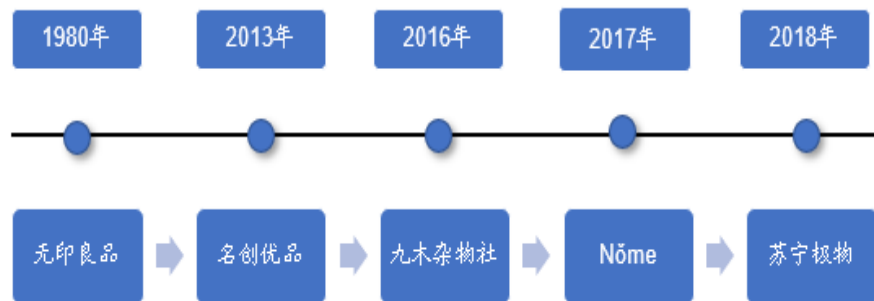 1980年
2013年
2016年
2017年
2018年
无印良品
名创优品
九木杂物社
Nǒme
苏宁极物